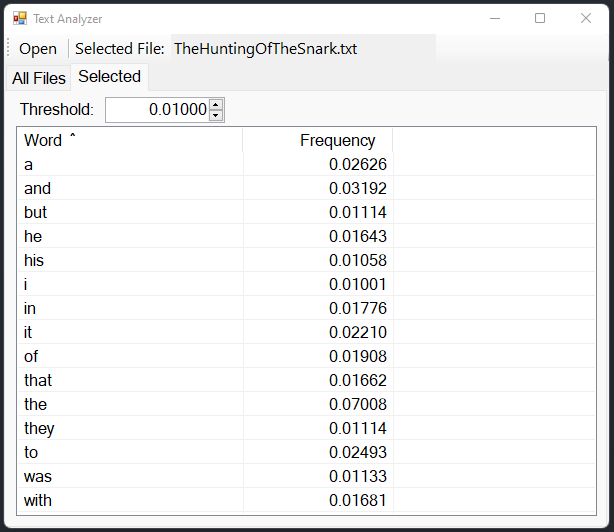 Text Analyzer
Open Selected File: TheHuntingOfTheSnark.txt
All Files Selected
Threshold: 0.01000
Word Frequency
a 0.02626
and 0.03192
but 0.01114
he 0.01643
his 0.01058
i 0.01001
in 0.01776
it 0.02210
of 0.01908
that 0.01662
the 0.07008
they 0.01114
to 0.02493
was 0.01133
with 0.01681